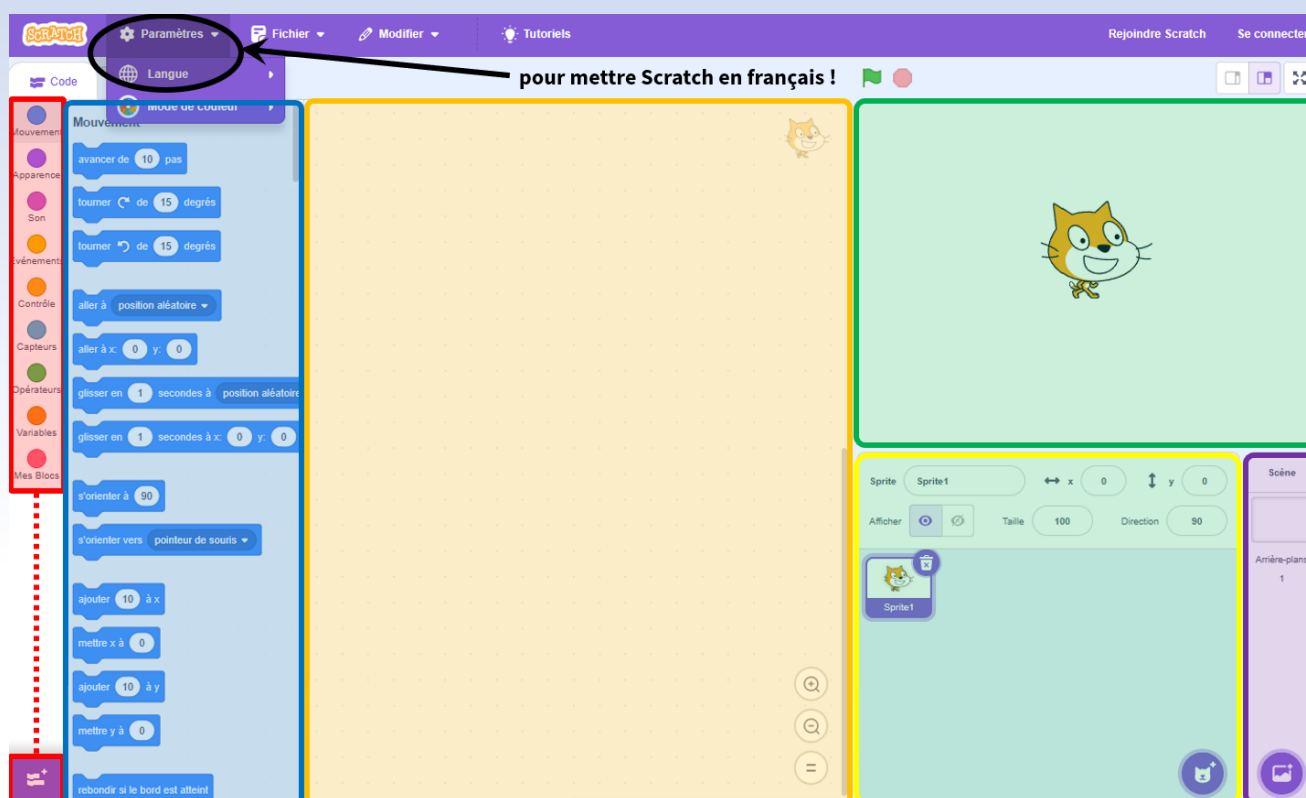 SCRATCH
Paramètres
Fichier
Modifier
Tutoriels
Rejoindre Scratch
Se connecter
Code
Langue
Mode de couleur
pour mettre Scratch en français !
Mouvement
Apparence
Son
Événements
Contrôle
Capteurs
Opérateurs
Variables
Mes Blocs
Mouvement
avancer de 10 pas
tourner de 15 degrés
tourner de 15 degrés
aller à position aléatoire
aller à x: 0 y: 0
glisser en 1 secondes à position aléatoire
glisser en 1 secondes à x: 0 y: 0
s'orienter à 90
s'orienter vers pointeur de souris
ajouter 10 à x
mettre x à 0
ajouter 10 à y
mettre y à 0
rebondir si le bord est atteint
Sprite Sprite1 x 0 y 0
Afficher Taille 100 Direction 90
Sprite1
Scène
Arrière-plans
1